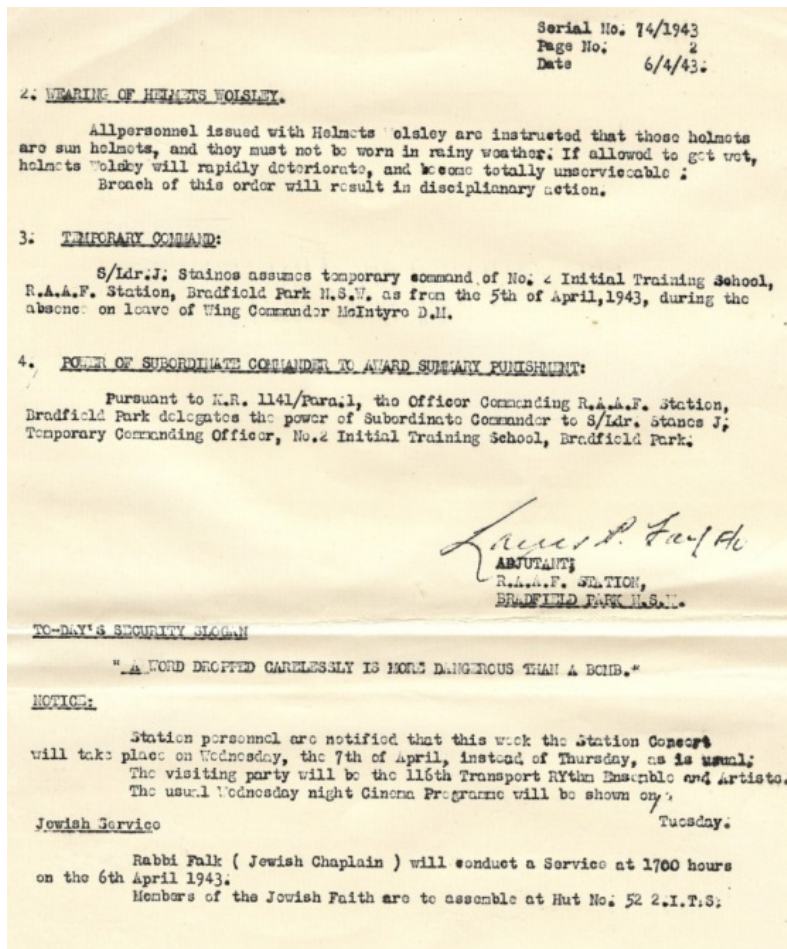 Serial No. 74/1943
Page No. 2
Date 6/4/43.
2. WEARING OF HELMETS WOLSLEY.
Allpersonnel issued with Helmets olsley are instructed that those helmets
are sun helmets, and they must not be worn in rainy weather. If allowed to get wet,
helmets Wolsby will rapidly deteriorate, and become totally unserviceable ;
Breach of this order will result in disciplianary action.
3. TEMPORARY COMMAND:
S/Ldr.J. Staines assumes temporary command of No. 2 Initial Training School,
R.A.A.F. Station, Bradfield Park N.S.W. as from the 5th of April,1943, during the
absence on leave of Wing Commander McIntyre D.M.
4. POWER OF SUBORDINATE COMMANDER TO AWARD SUMMARY PUNISHMENT:
Pursuant to K.R. 1141/Para.1, the Officer Commanding R.A.A.F. Station,
Bradfield Park delegates the power of Subordinate Commander to S/Ldr. Stanes J;
Temporary Commanding Officer, No.2 Initial Training School, Bradfield Park.
ADJUTANT;
R.A.A.F. STATION,
BRADFIELD PARK N.S.W.
TO-DAY'S SECURITY SLOGAN
" A WORD DROPPED CARELESSLY IS MORE DANGEROUS THAN A BOMB."
NOTICE:
Station personnel are notified that this week the Station Concert
will take place on Wednesday, the 7th of April, instead of Thursday, as is usual;
The visiting party will be the 116th Transport RYthm Ensemble and Artists.
The usual Wednesday night Cinema Programme will be shown on
Tuesday.
Jewish Service
Rabbi Falk ( Jewish Chaplain ) will conduct a Service at 1700 hours
on the 6th April 1943.
Members of the Jewish Faith are to assemble at Hut No. 52 2.I.T.S;